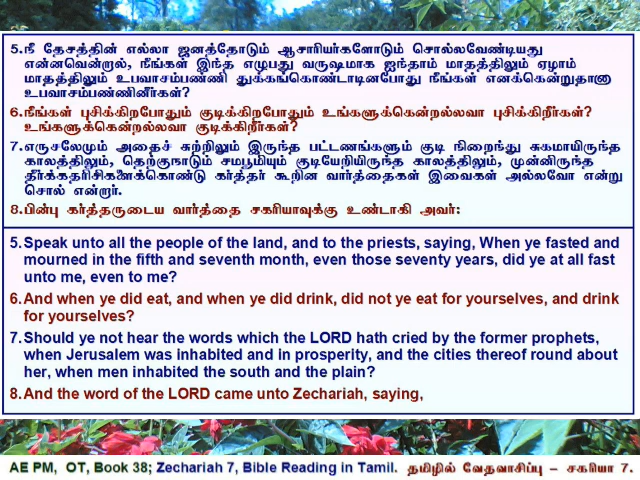 5.நீ தேசத்தின் எல்லா ஜனத்தோடும் ஆசாரியர்களோடும் சொல்லவேண்டியது
என்னவென்றால், நீங்கள் இந்த எழுபது வருஷமாக ஐந்தாம் மாதத்திலும் ஏழாம்
மாதத்திலும் உபவாசம்பண்ணி துக்கங்கொண்டாடினபோது நீங்கள் எனக்கென்றுதானா
உபவாசம்பண்ணினீர்கள்?
6.நீங்கள் புசிக்கிறபோதும் குடிக்கிறபோதும் உங்களுக்கென்றல்லவா புசிக்கிறீர்கள்?
உங்களுக்கென்றல்லவா குடிக்கிறீர்கள்?
7.எருசலேமும் அதைச் சுற்றிலும் இருந்த பட்டணங்களும் குடி நிறைந்து சுகமாயிருந்த
காலத்திலும், தெற்குநாடும் சமபூமியும் குடியேறியிருந்த காலத்திலும், முன்னிருந்த
தீர்க்கதரிசிகளைக்கொண்டு கர்த்தர் கூறின வார்த்தைகள் இவைகள் அல்லவோ என்று
சொல் என்றார்.
8.பின்பு கர்த்தருடைய வார்த்தை சகரியாவுக்கு உண்டாகி அவர்:
5.Speak unto all the people of the land, and to the priests, saying, When ye fasted and
mourned in the fifth and seventh month, even those seventy years, did ye at all fast
unto me, even to me?
6.And when ye did eat, and when ye did drink, did not ye eat for yourselves, and drink
for yourselves?
7.Should ye not hear the words which the LORD hath cried by the former prophets,
when Jerusalem was inhabited and in prosperity, and the cities thereof round about
her, when men inhabited the south and the plain?
8.And the word of the LORD came unto Zechariah, saying,
AE PM, OT, Book 38; Zechariah 7, Bible Reading in Tamil. தமிழில் வேதவாசிப்பு – சகரியா 7.